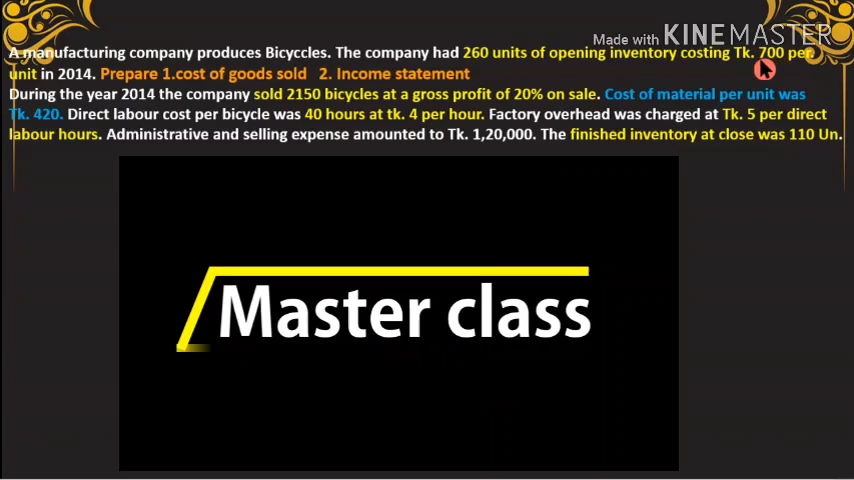 Made with KINEMASTER
A manufacturing company produces Bicyccles. The company had 260 units of opening inventory costing Tk. 700 per
unit in 2014. Prepare 1.cost of goods sold 2. Income statement
During the year 2014 the company sold 2150 bicycles at a gross profit of 20% on sale. Cost of material per unit was
Tk. 420. Direct labour cost per bicycle was 40 hours at tk. 4 per hour. Factory overhead was charged at Tk. 5 per direct
labour hours. Administrative and selling expense amounted to Tk. 1,20,000. The finished inventory at close was 110 Un.
Master class